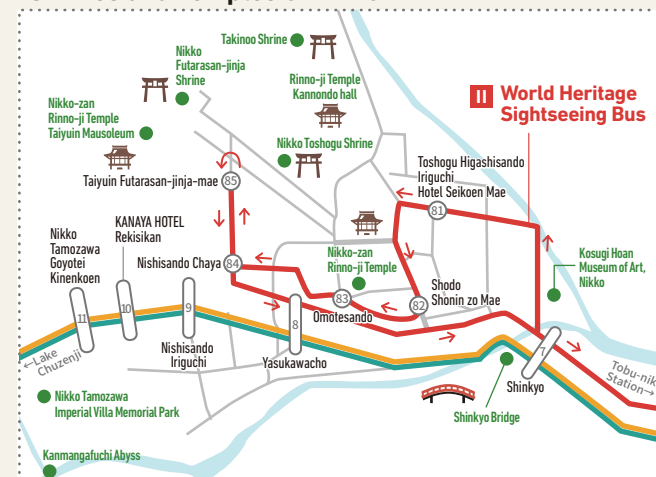 Takinoo Shrine
Nikko
Futarasan-jinja
Shrine
Rinno-ji Temple
Kannondo hall
II World Heritage
Sightseeing Bus
Nikko-zan
Rinno-ji Temple
Taiyuin Mausoleum
Nikko Toshogu Shrine
Toshogu Higashisando
Iriguchi
Hotel Seikoen Mae
Taiyuin Futarasan-jinja-mae
85
81
Nikko
Tamozawa
Goyotei
Kinenkoen
KANAYA HOTEL
Rekisikan
Nishisando Chaya
84
Nikko-zan
Rinno-ji Temple
Kosugi Hoan
Museum of Art,
Nikko
Shodo
Shonin zo Mae
83
82
Omotesando
11
10
9
8
7
Nishisando
Iriguchi
Yasukawacho
Shinkyo
←Lake
Chuzenji
Tobu-nik
Station→
Nikko Tamozawa
Imperial Villa Memorial Park
Shinkyo Bridge
Kanmangafuchi Abyss